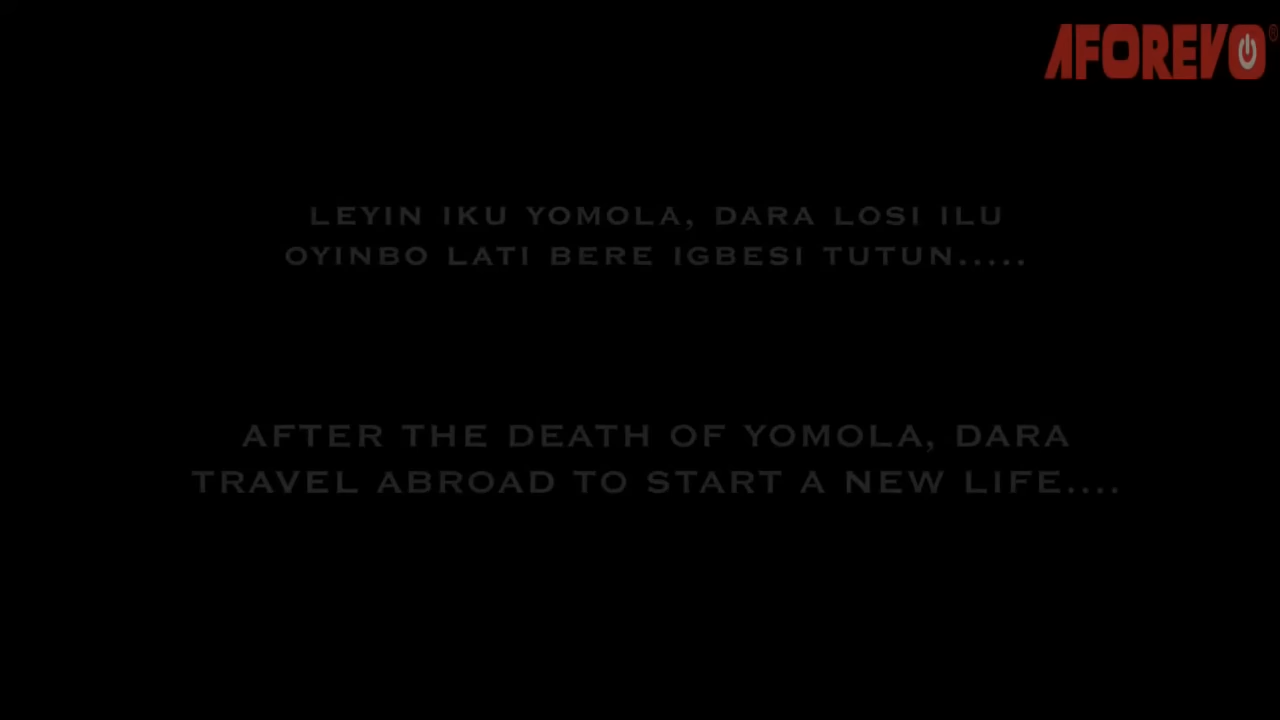 AFOREVO
LEYIN IKU YOMOLA, DARA LOSI ILU
OYINBO LATI BERE IGBESI TUTUN.....
AFTER THE DEATH OF YOMOLA, DARA
TRAVEL ABROAD TO START A NEW LIFE....